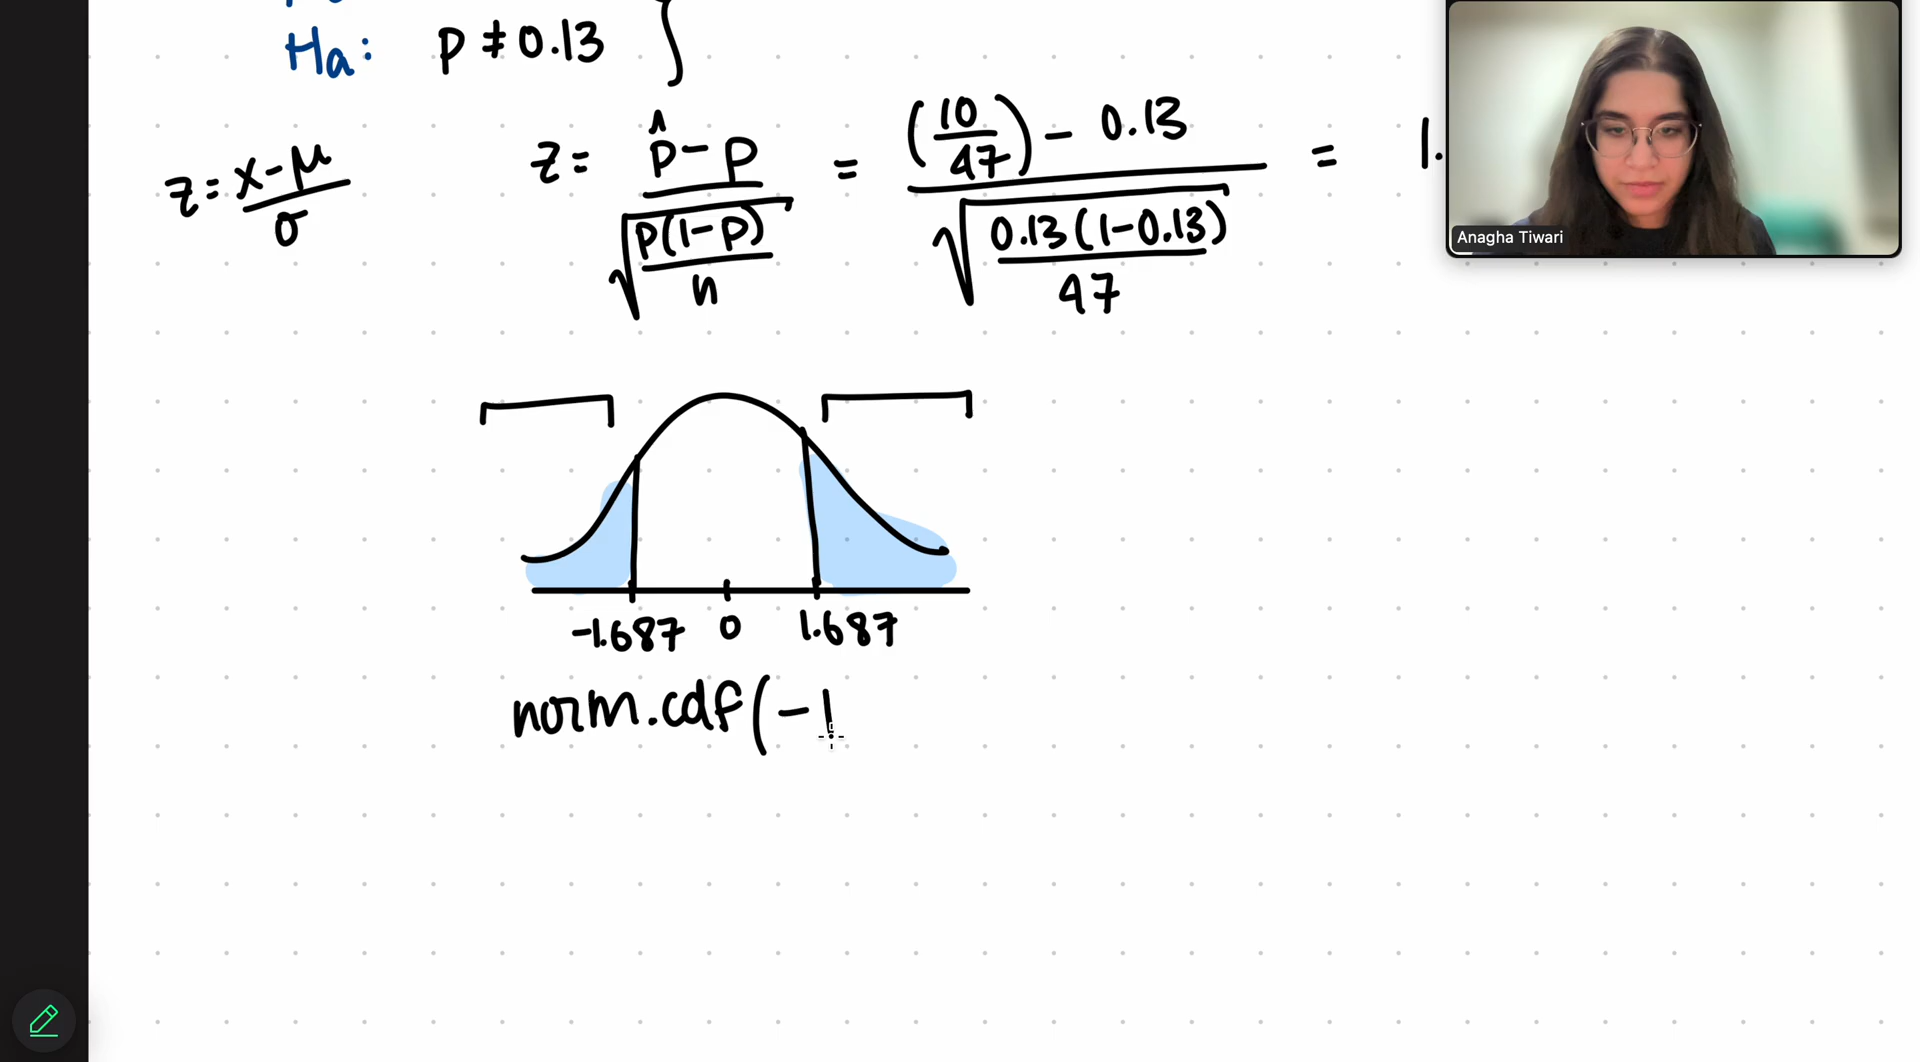 Ha: p ≠ 0.13
z = x - μ / σ
z = p̂ - p / √(p(1-p) / n) = (10/47) - 0.13 / √(0.13(1-0.13) / 47) = 1.
Anagha Tiwari
-1.687 0 1.687
norm.cdf(-1